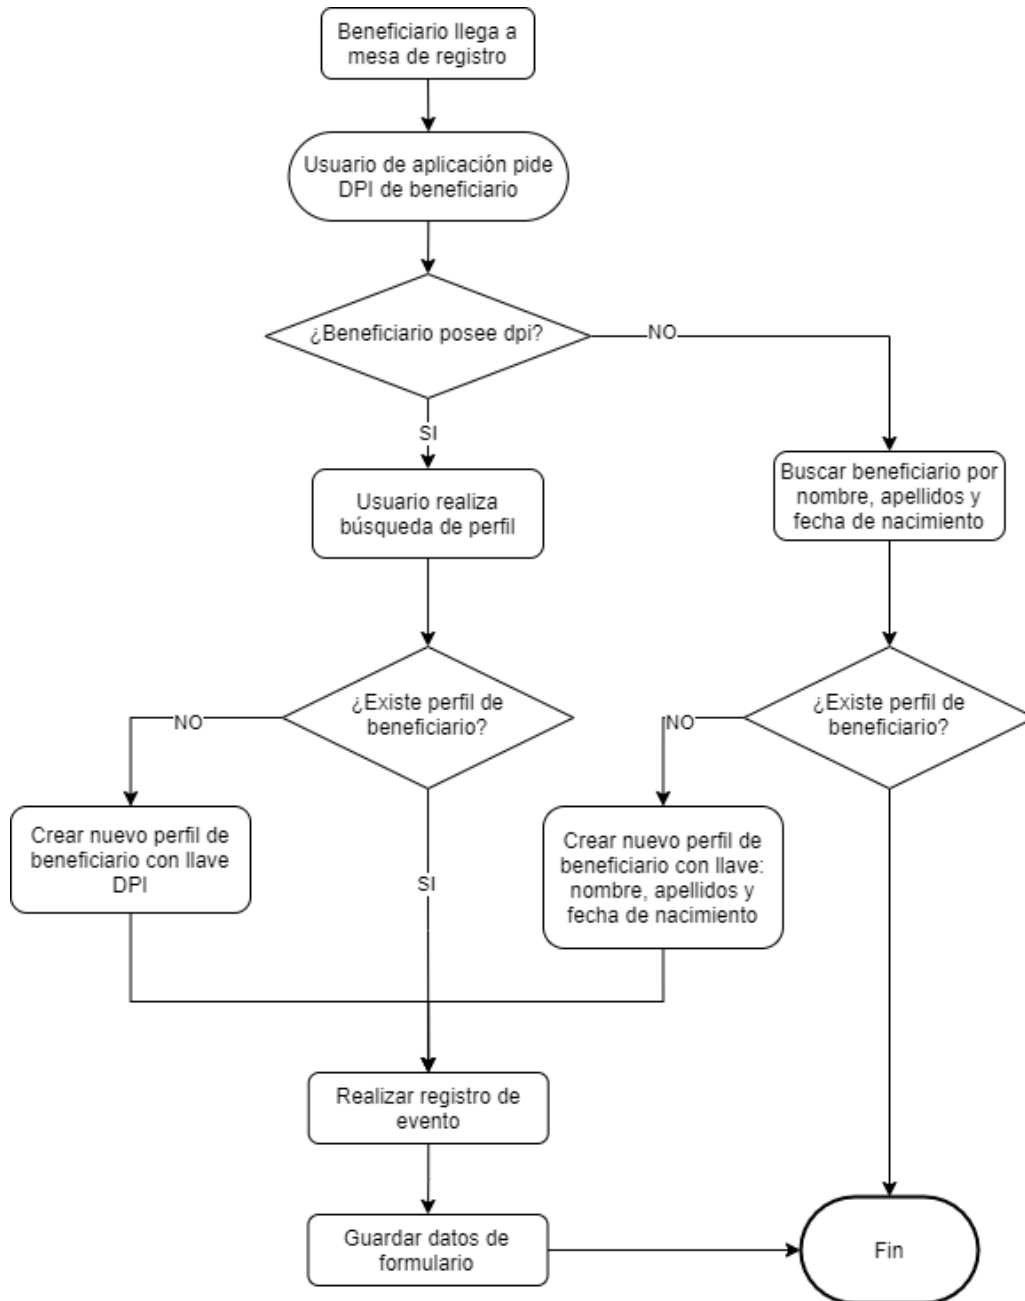 Beneficiario llega a
mesa de registro
Usuario de aplicación pide
DPI de beneficiario
¿Beneficiario posee dpi?
NO
SI
Usuario realiza
búsqueda de perfil
Buscar beneficiario por
nombre, apellidos y
fecha de nacimiento
¿Existe perfil de
beneficiario?
NO
¿Existe perfil de
beneficiario?
NO
Crear nuevo perfil de
beneficiario con llave
DPI
SI
Crear nuevo perfil de
beneficiario con llave:
nombre, apellidos y
fecha de nacimiento
Realizar registro de
evento
Guardar datos de
formulario
Fin